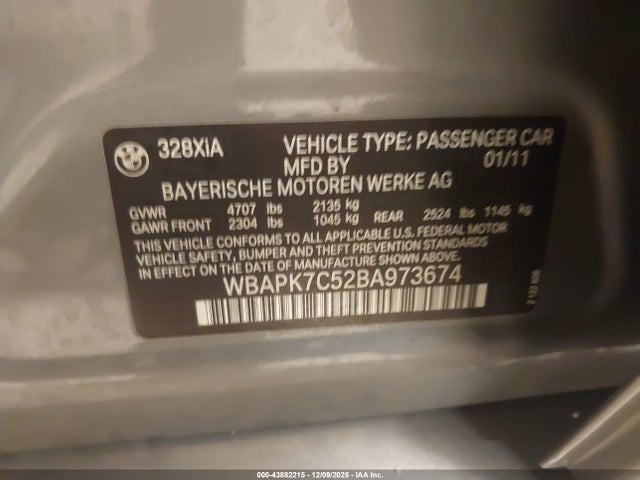 328XiA VEHICLE TYPE: PASSENGER CAR
MFD BY 01/11
BAYERISCHE MOTOREN WERKE AG
GVWR 4707 lbs 2135 kg
GAWR FRONT 2304 lbs 1045 kg REAR 2524 lbs 1145 kg
THIS VEHICLE CONFORMS TO ALL APPLICABLE U.S. FEDERAL MOTOR
VEHICLE SAFETY, BUMPER AND THEFT PREVENTION STANDARDS
IN EFFECT ON THE DATE OF MANUFACTURE SHOWN ABOVE.
WBAPK7C52BA973674
000-43882215 - 12/09/2025 - IAA Inc.